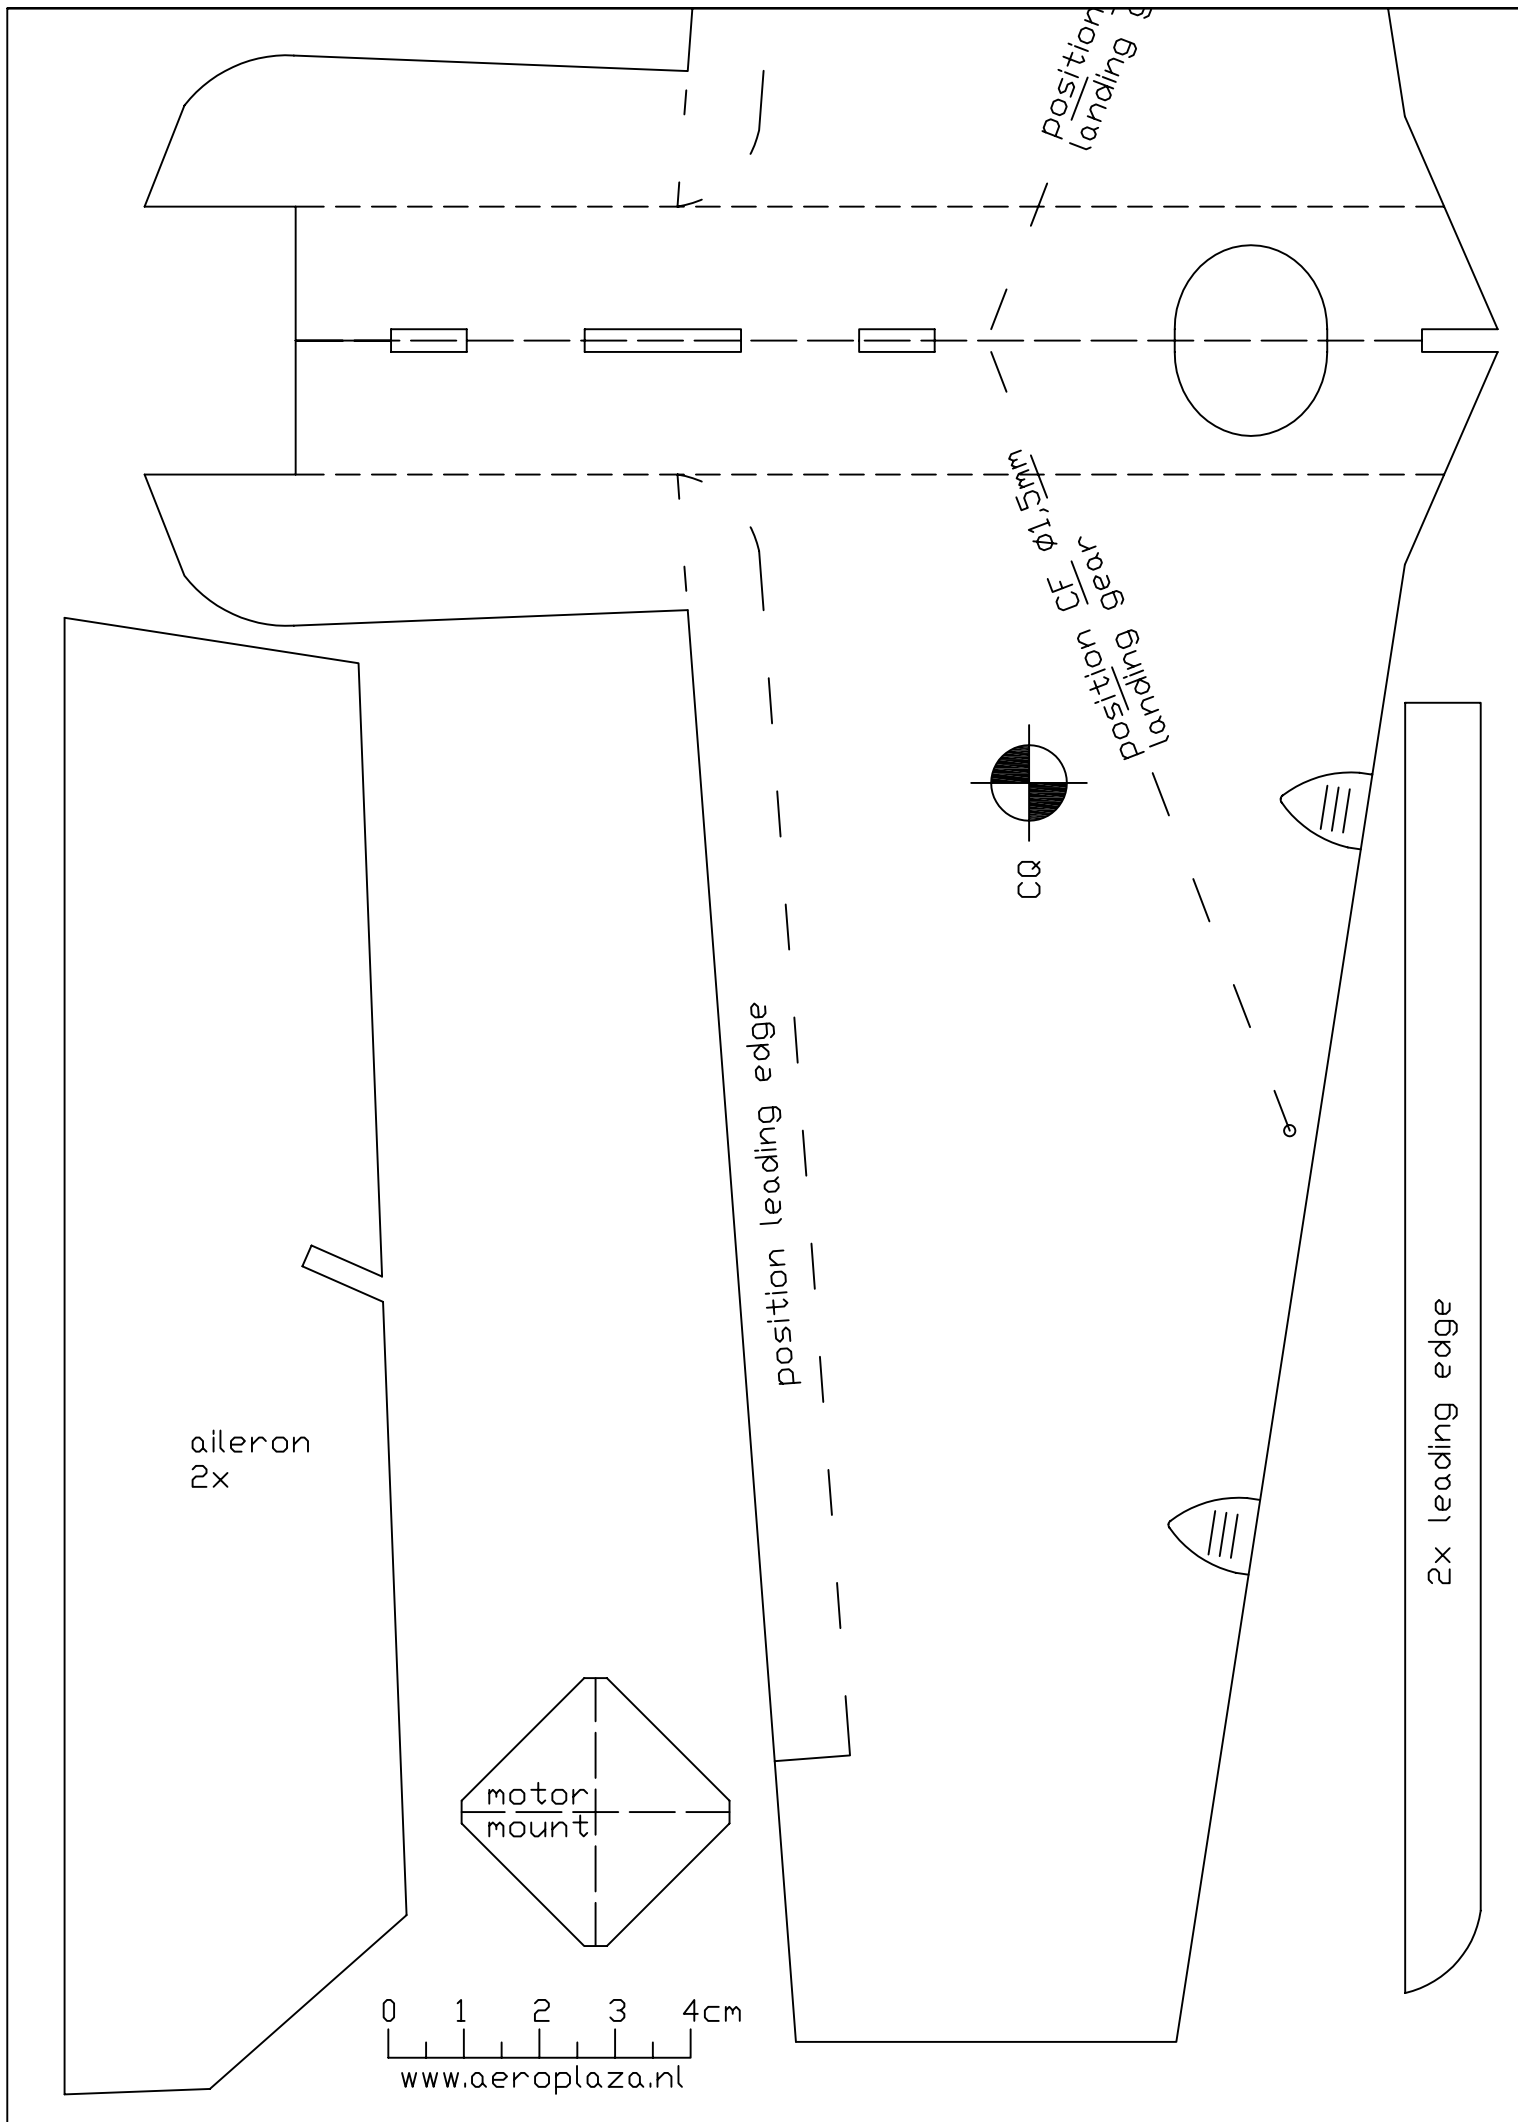 position
landing g
position CF ø1,5mm
landing gear
CQ
position leading edge
2x leading edge
aileron
2x
motor
mount
0 1 2 3 4cm
www.aeroplaza.nl